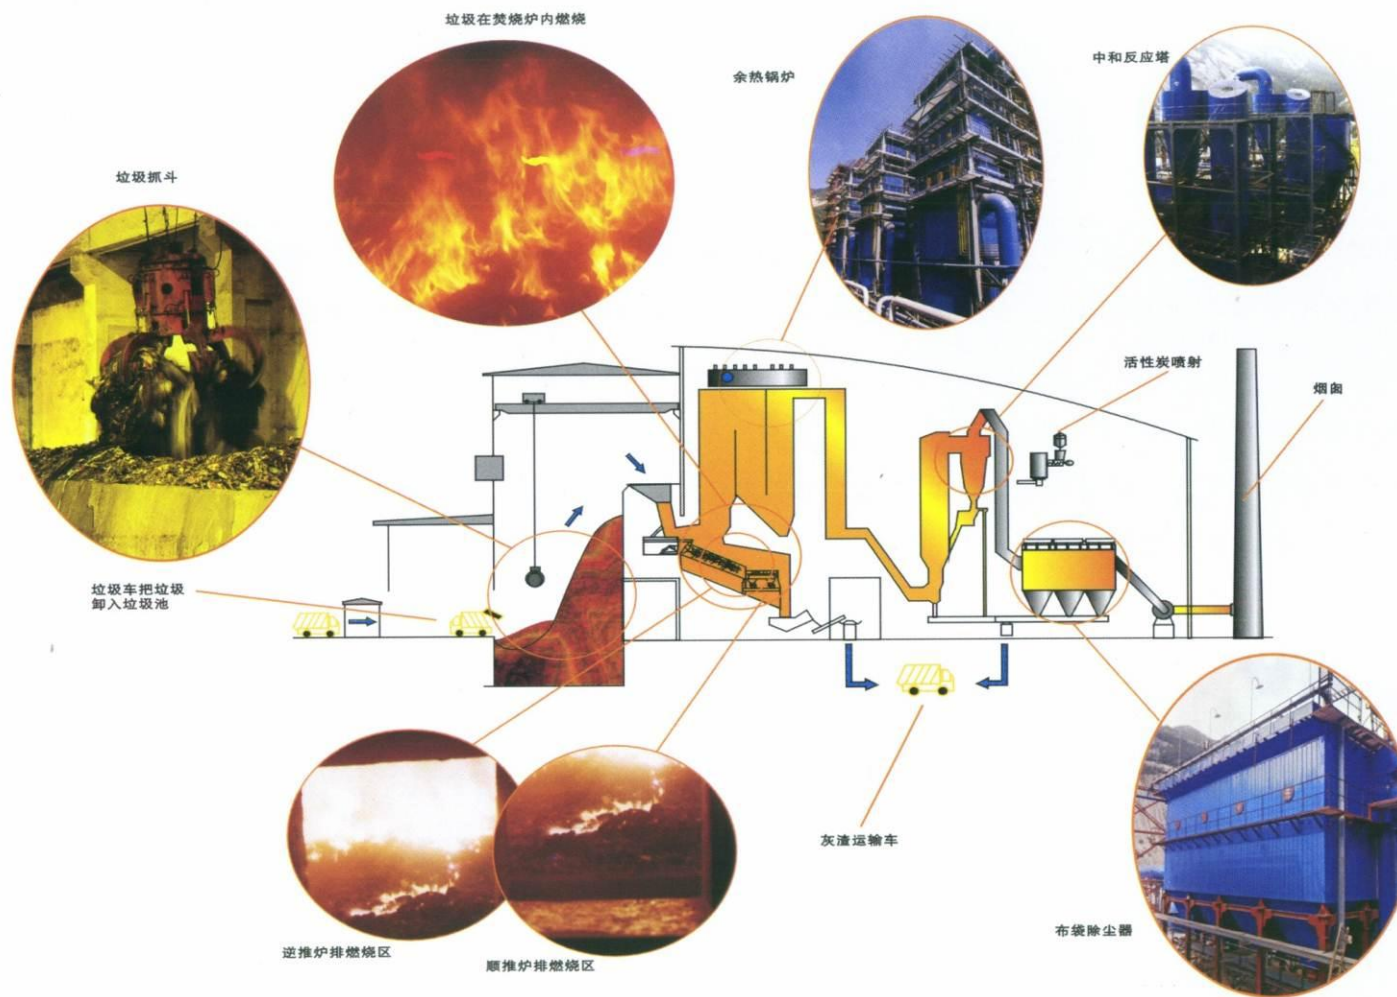 垃圾在焚烧炉内燃烧
余热锅炉
中和反应塔
垃圾抓斗
活性炭喷射
烟囱
垃圾车把垃圾
卸入垃圾池
灰渣运输车
布袋除尘器
逆推炉排燃烧区
顺推炉排燃烧区